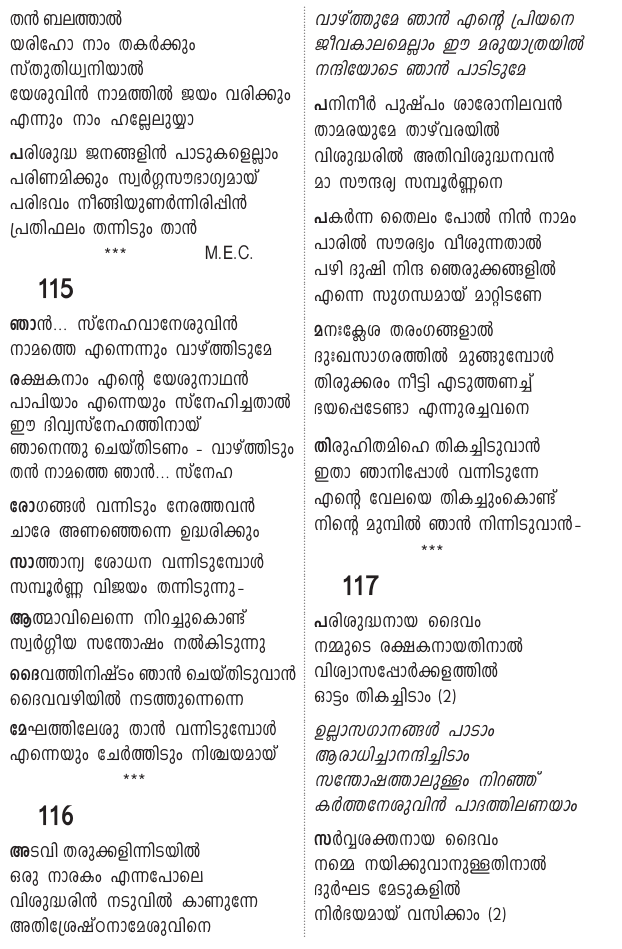 തൻ ബലത്താൽ
യരിഹോ നാം തകർക്കും
സ്തുതിധ്വനിയാൽ
യേശുവിൻ നാമത്തിൽ ജയം വരിക്കും
എന്നും നാം ഹല്ലേലുയ്യാ
പരിശുദ്ധ ജനങ്ങളിൻ പാടുകളെല്ലാം
പരിണമിക്കും സ്വർഗ്ഗസൗഭാഗ്യമായ്
പരിഭവം നീങ്ങിയുണർന്നിരിപ്പിൻ
പ്രതിഫലം തന്നിടും താൻ
*** M.E.C.
115
ഞാൻ... സ്നേഹവാനേശുവിൻ
നാമത്തെ എന്നെന്നും വാഴ്ത്തിടുമേ
രക്ഷകനാം എന്റെ യേശുനാഥൻ
പാപിയാം എന്നെയും സ്നേഹിച്ചതാൽ
ഈ ദിവ്യസ്നേഹത്തിനായ്
ഞാനെന്തു ചെയ്തിടണം - വാഴ്ത്തിടും
തൻ നാമത്തെ ഞാൻ... സ്നേഹ
രോഗങ്ങൾ വന്നിടും നേരത്തവൻ
ചാരേ അണഞ്ഞെന്നെ ഉദ്ധരിക്കും
സാത്താന്യ ശോധന വന്നിടുമ്പോൾ
സമ്പൂർണ്ണ വിജയം തന്നിടുന്നു-
ആത്മാവിലെന്നെ നിറച്ചുകൊണ്ട്
സ്വർഗ്ഗീയ സന്തോഷം നൽകിടുന്നു
ദൈവത്തിനിഷ്ടം ഞാൻ ചെയ്തിടുവാൻ
ദൈവവഴിയിൽ നടത്തുന്നെന്നെ
മേഘത്തിലേശു താൻ വന്നിടുമ്പോൾ
എന്നെയും ചേർത്തിടും നിശ്ചയമായ്
***
116
അടവി തരുക്കളിന്നിടയിൽ
ഒരു നാരകം എന്നപോലെ
വിശുദ്ധരിൻ നടുവിൽ കാണുന്നേ
അതിശ്രേഷ്ഠനാമേശുവിനെ
വാഴ്ത്തുമേ ഞാൻ എന്റെ പ്രിയനെ
ജീവകാലമെല്ലാം ഈ മരുയാത്രയിൽ
നന്ദിയോടെ ഞാൻ പാടിടുമേ
പനിനീർ പുഷ്പം ശാരോനിലവൻ
താമരയുമേ താഴ്വരയിൽ
വിശുദ്ധരിൽ അതിവിശുദ്ധനവൻ
മാ സൗന്ദര്യ സമ്പൂർണ്ണനെ
പകർന്ന തൈലം പോൽ നിൻ നാമം
പാരിൽ സൗരഭ്യം വീശുന്നതാൽ
പഴി ദുഷി നിന്ദ ഞെരുക്കങ്ങളിൽ
എന്നെ സുഗന്ധമായ് മാറ്റിടണേ
മനഃക്ലേശ തരംഗങ്ങളാൽ
ദുഃഖസാഗരത്തിൽ മുങ്ങുമ്പോൾ
തിരുക്കരം നീട്ടി എടുത്തണച്ച്
ഭയപ്പെടേണ്ടാ എന്നുരച്ചവനെ
തിരുഹിതമിഹെ തികച്ചിടുവാൻ
ഇതാ ഞാനിപ്പോൾ വന്നിടുന്നേ
എന്റെ വേലയെ തികച്ചുംകൊണ്ട്
നിന്റെ മുമ്പിൽ ഞാൻ നിന്നിടുവാൻ-
***
117
പരിശുദ്ധനായ ദൈവം
നമ്മുടെ രക്ഷകനായതിനാൽ
വിശ്വാസപ്പോർക്കളത്തിൽ
ഓട്ടം തികച്ചിടാം (2)
ഉല്ലാസഗാനങ്ങൾ പാടാം
ആരാധിച്ചാനന്ദിച്ചിടാം
സന്തോഷത്താലുള്ളം നിറഞ്ഞ്
കർത്തനേശുവിൻ പാദത്തിലണയാം
സർവ്വശക്തനായ ദൈവം
നമ്മെ നയിക്കുവാനുള്ളതിനാൽ
ദുർഘട മേടുകളിൽ
നിർഭയമായ് വസിക്കാം (2)